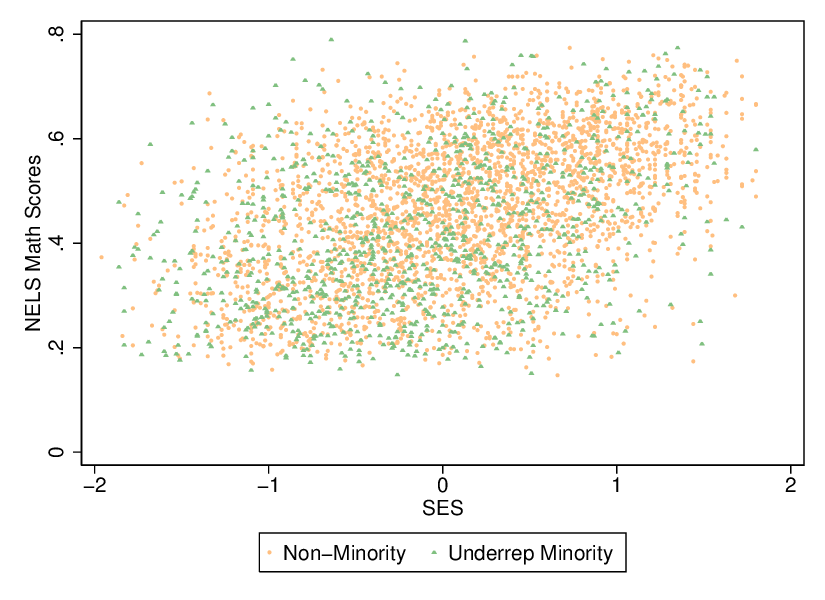 .8
.6
.4
.2
0
NELS Math Scores
−2 −1 0 1 2
SES
Non−Minority Underrep Minority